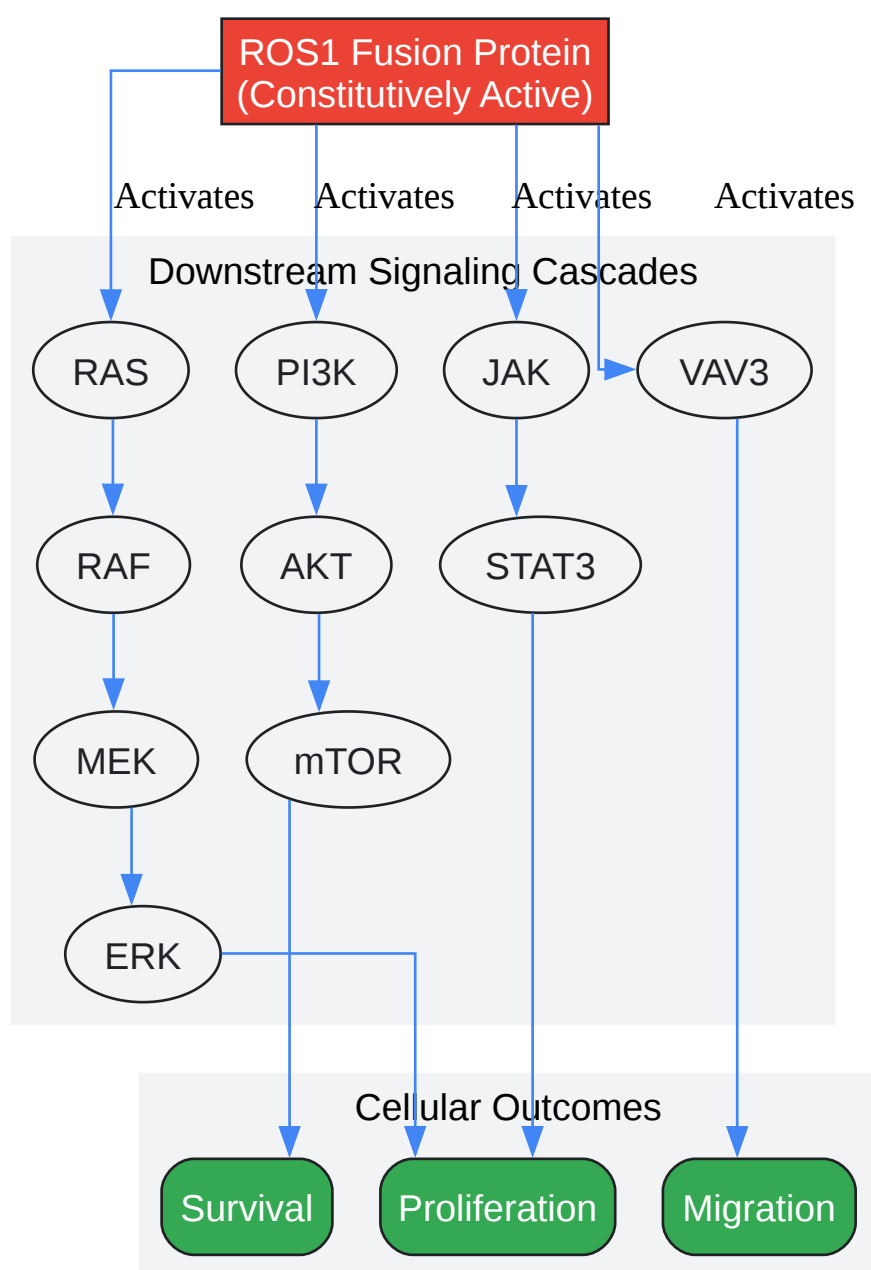 ROS1 Fusion Protein
(Constitutively Active)
Activates
Activates
Activates
Activates
Downstream Signaling Cascades
RAS
PI3K
JAK
VAV3
RAF
AKT
STAT3
MEK
mTOR
ERK
Cellular Outcomes
Survival
Proliferation
Migration